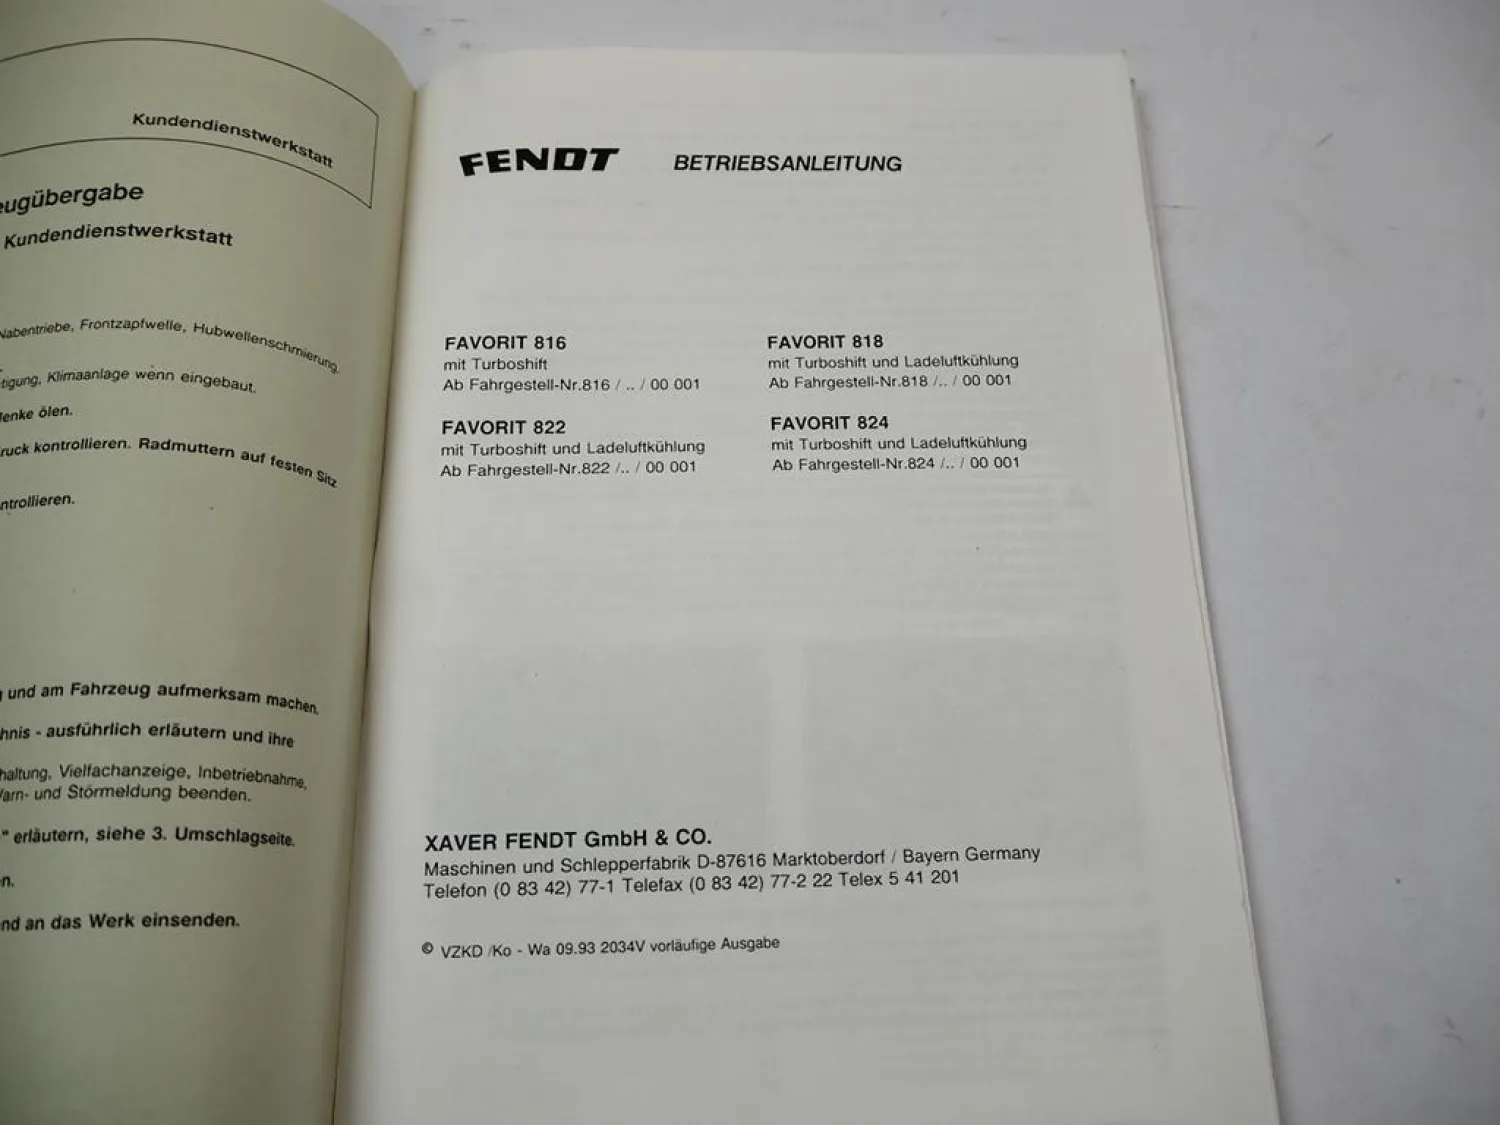 Kundendienstwerkstatt
eugübergabe
Kundendienstwerkstatt
Nabentriebe, Frontzapfwelle, Hubwellenschmierung,
tigung, Klimaanlage wenn eingebaut.
lenke ölen.
ruck kontrollieren. Radmuttern auf festen Sitz
ntrollieren.
und am Fahrzeug aufmerksam machen.
hnis - ausführlich erläutern und ihre
haltung, Vielfachanzeige, Inbetriebnahme,
Warn- und Störmeldung beenden.
" erläutern, siehe 3. Umschlagseite.
n.
nd an das Werk einsenden.
FENDT BETRIEBSANLEITUNG
FAVORIT 816
mit Turboshift
Ab Fahrgestell-Nr.816 / .. / 00 001
FAVORIT 818
mit Turboshift und Ladeluftkühlung
Ab Fahrgestell-Nr.818 /.. / 00 001
FAVORIT 822
mit Turboshift und Ladeluftkühlung
Ab Fahrgestell-Nr.822 /.. / 00 001
FAVORIT 824
mit Turboshift und Ladeluftkühlung
Ab Fahrgestell-Nr.824 /.. / 00 001
XAVER FENDT GmbH & CO.
Maschinen und Schlepperfabrik D-87616 Marktoberdorf / Bayern Germany
Telefon (0 83 42) 77-1 Telefax (0 83 42) 77-2 22 Telex 5 41 201
© VZKD /Ko - Wa 09.93 2034V vorläufige Ausgabe